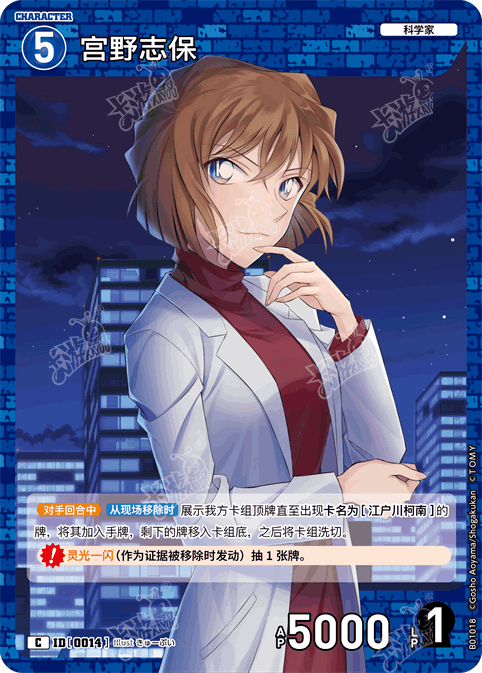 CHARACTER
5
宫野志保
科学家
对手回合中 从现场移除时 展示我方卡组顶牌直至出现卡名为[江户川柯南]的
牌，将其加入手牌，剩下的牌移入卡组底，之后将卡组洗切。
灵光一闪(作为证据被移除时发动) 抽 1 张牌。
C ID[0014] illust きゅーぶい
AP 5000 LP 1
B01018 ©Gosho Aoyama/Shogakukan ©TOMY